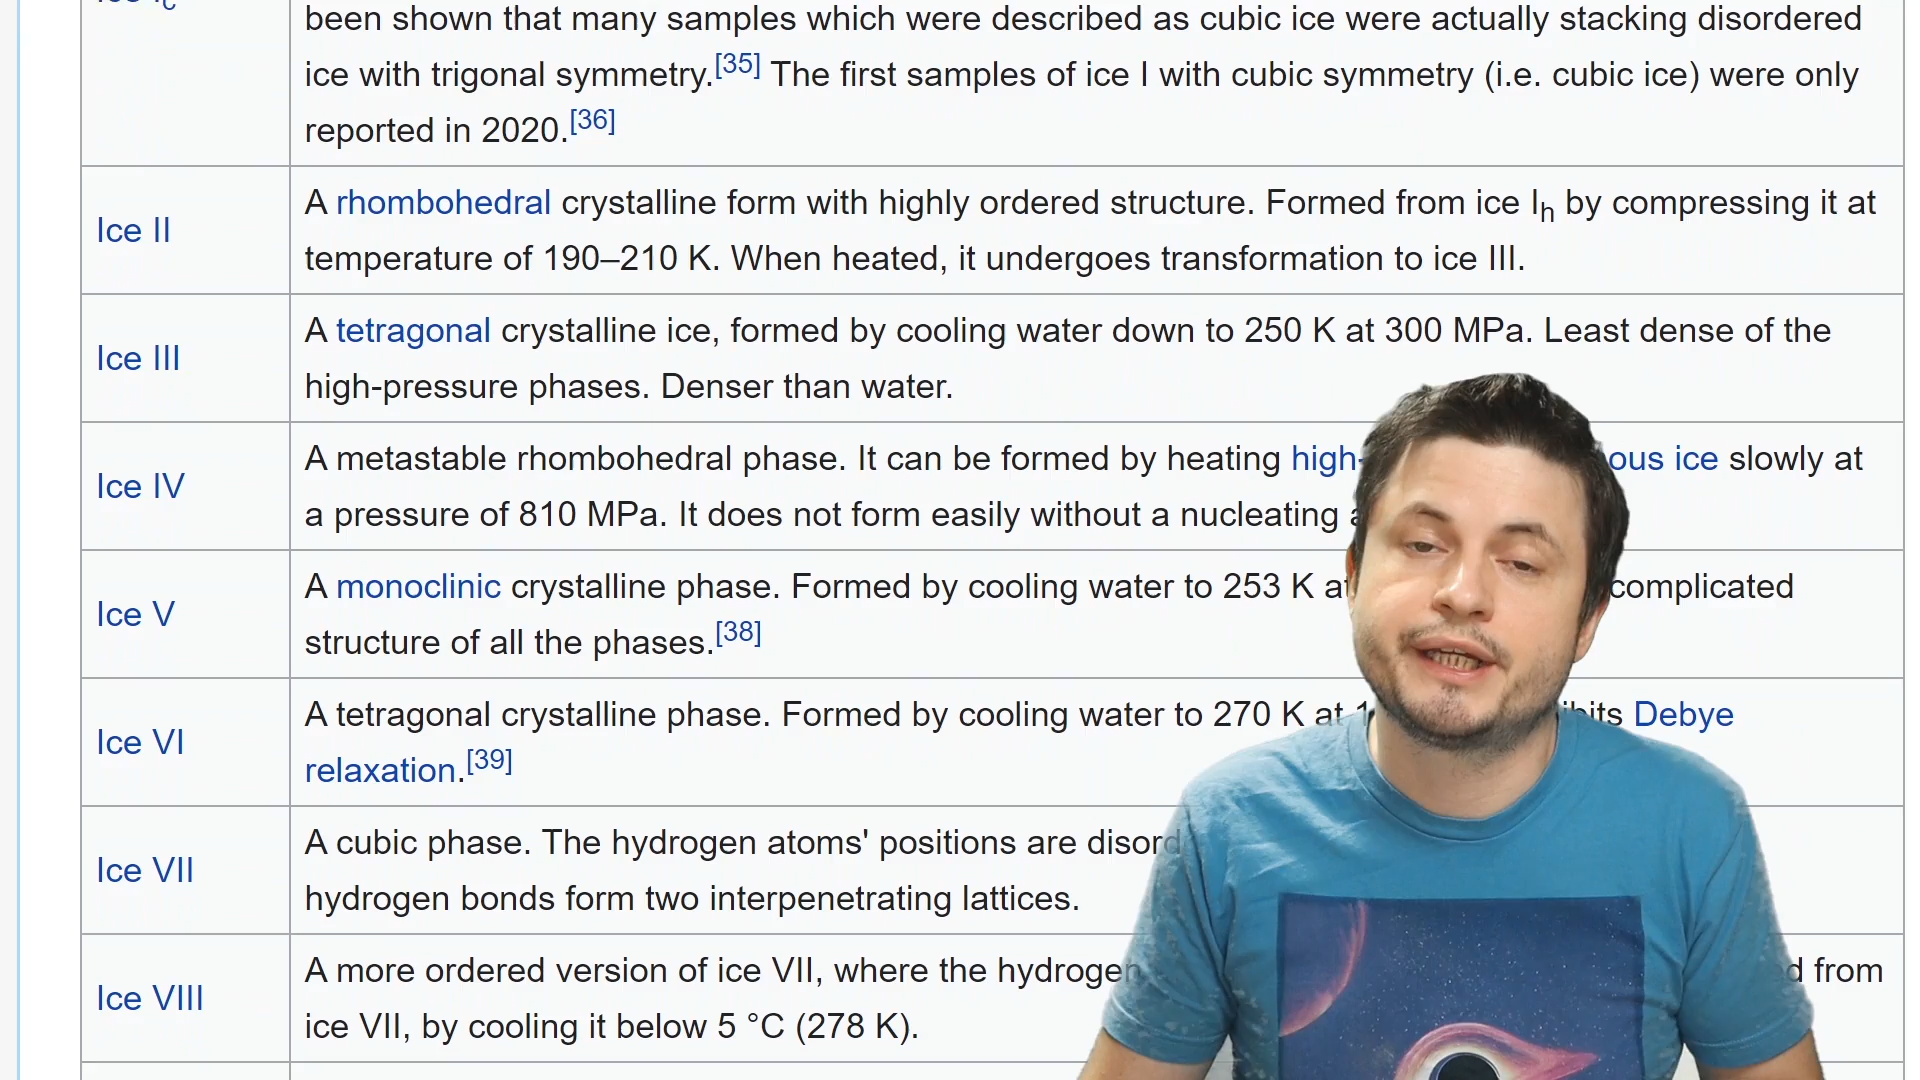 been shown that many samples which were described as cubic ice were actually stacking disordered
ice with trigonal symmetry.[35] The first samples of ice I with cubic symmetry (i.e. cubic ice) were only
reported in 2020.[36]
Ice II
A rhombohedral crystalline form with highly ordered structure. Formed from ice Ih by compressing it at
temperature of 190–210 K. When heated, it undergoes transformation to ice III.
Ice III
A tetragonal crystalline ice, formed by cooling water down to 250 K at 300 MPa. Least dense of the
high-pressure phases. Denser than water.
Ice IV
A metastable rhombohedral phase. It can be formed by heating high- ous ice slowly at
a pressure of 810 MPa. It does not form easily without a nucleating
Ice V
A monoclinic crystalline phase. Formed by cooling water to 253 K at complicated
structure of all the phases.[38]
Ice VI
A tetragonal crystalline phase. Formed by cooling water to 270 K at Debye
relaxation.[39]
Ice VII
A cubic phase. The hydrogen atoms' positions are disord
hydrogen bonds form two interpenetrating lattices.
Ice VIII
A more ordered version of ice VII, where the hydrogen from
ice VII, by cooling it below 5 °C (278 K).